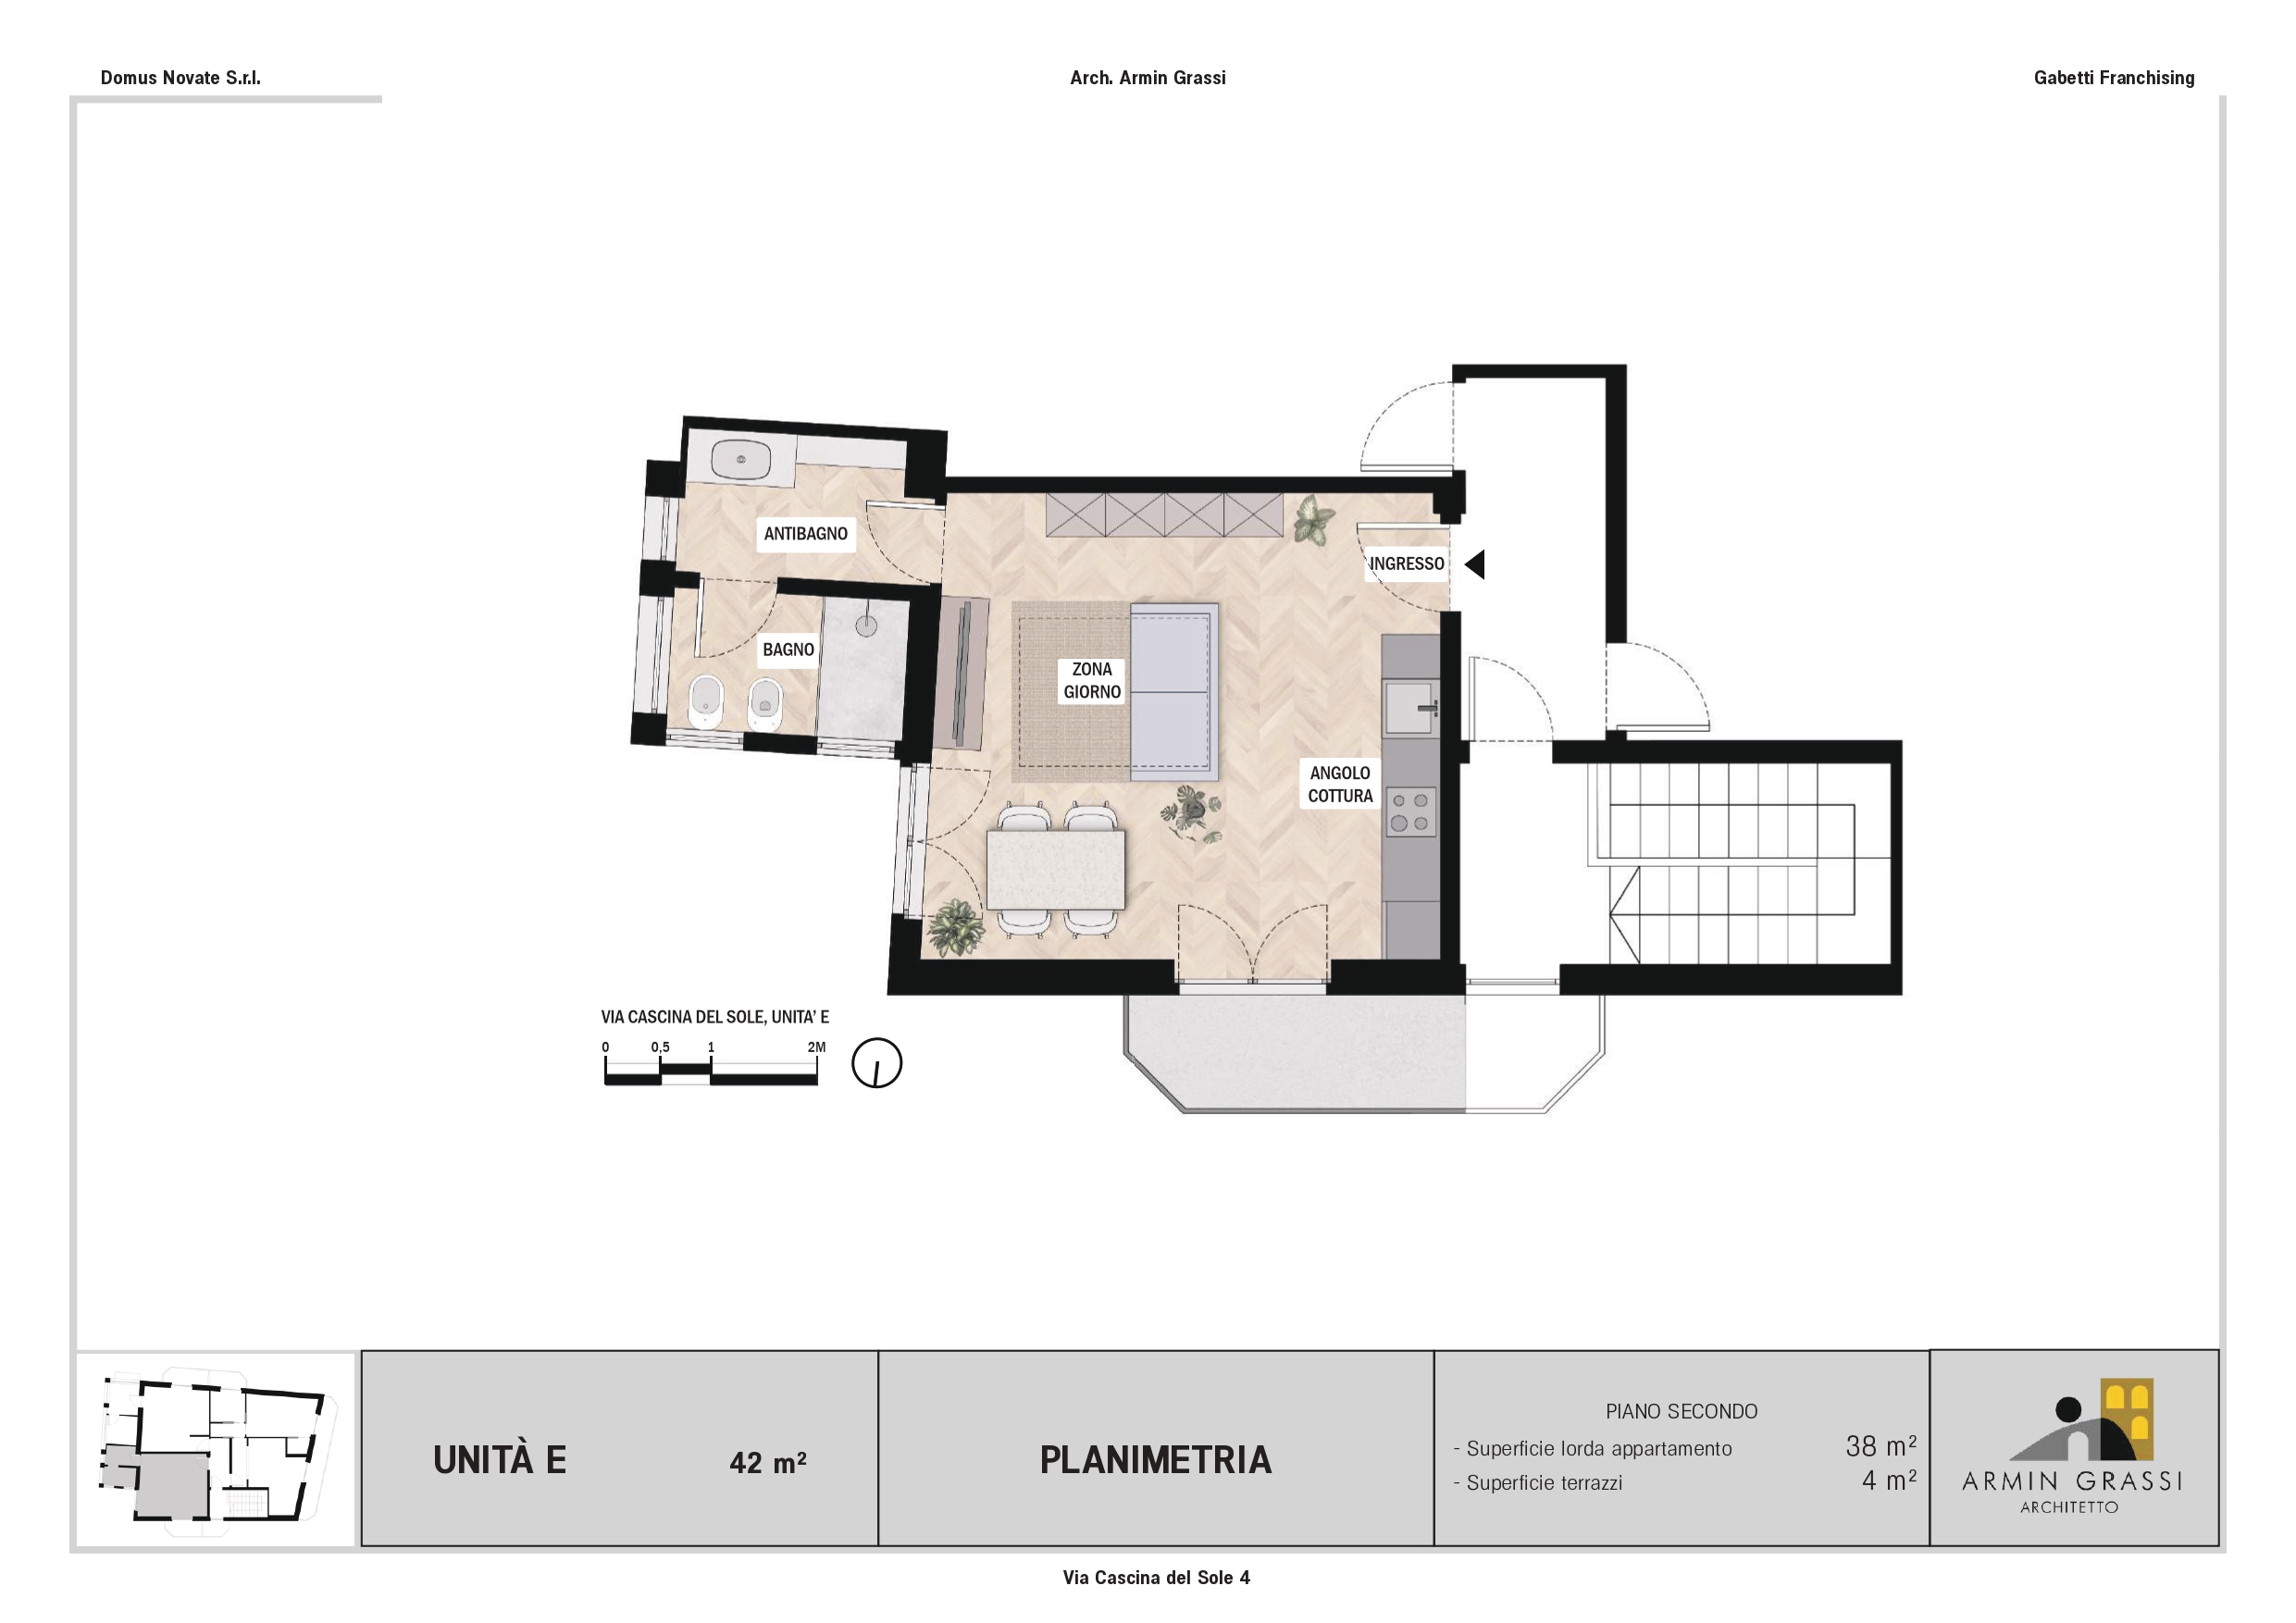 Domus Novate S.r.l.
Arch. Armin Grassi
Gabetti Franchising
ANTIBAGNO
INGRESSO
BAGNO
ZONA
GIORNO
ANGOLO
COTTURA
VIA CASCINA DEL SOLE, UNITA' E
0 0,5 1 2M
UNITÀ E
42 m²
PLANIMETRIA
PIANO SECONDO
- Superficie lorda appartamento 38 m²
- Superficie terrazzi 4 m²
ARMIN GRASSI
ARCHITETTO
Via Cascina del Sole 4